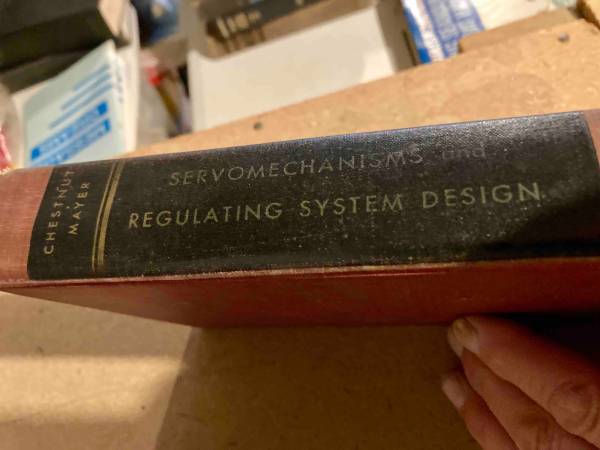 CHESTNUT
MAYER
SERVOMECHANISMS and
REGULATING SYSTEM DESIGN